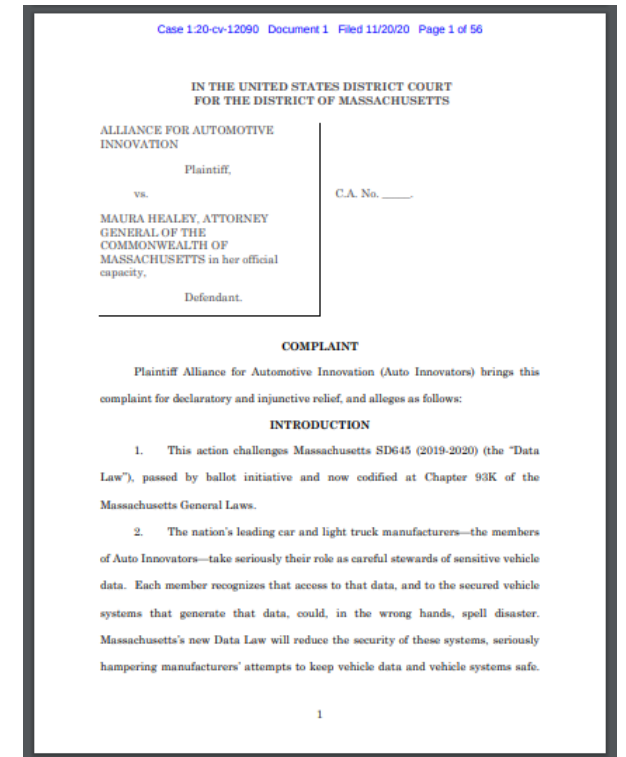 Case 1:20-cv-12090 Document 1 Filed 11/20/20 Page 1 of 56
IN THE UNITED STATES DISTRICT COURT
FOR THE DISTRICT OF MASSACHUSETTS
ALLIANCE FOR AUTOMOTIVE
INNOVATION
Plaintiff,
vs.
C.A. No. _____.
MAURA HEALEY, ATTORNEY
GENERAL OF THE
COMMONWEALTH OF
MASSACHUSETTS in her official
capacity,
Defendant.
COMPLAINT
Plaintiff Alliance for Automotive Innovation (Auto Innovators) brings this
complaint for declaratory and injunctive relief, and alleges as follows:
INTRODUCTION
1. This action challenges Massachusetts SD645 (2019-2020) (the “Data
Law”), passed by ballot initiative and now codified at Chapter 93K of the
Massachusetts General Laws.
2. The nation’s leading car and light truck manufacturers—the members
of Auto Innovators—take seriously their role as careful stewards of sensitive vehicle
data. Each member recognizes that access to that data, and to the secured vehicle
systems that generate that data, could, in the wrong hands, spell disaster.
Massachusetts’s new Data Law will reduce the security of these systems, seriously
hampering manufacturers’ attempts to keep vehicle data and vehicle systems safe.
1